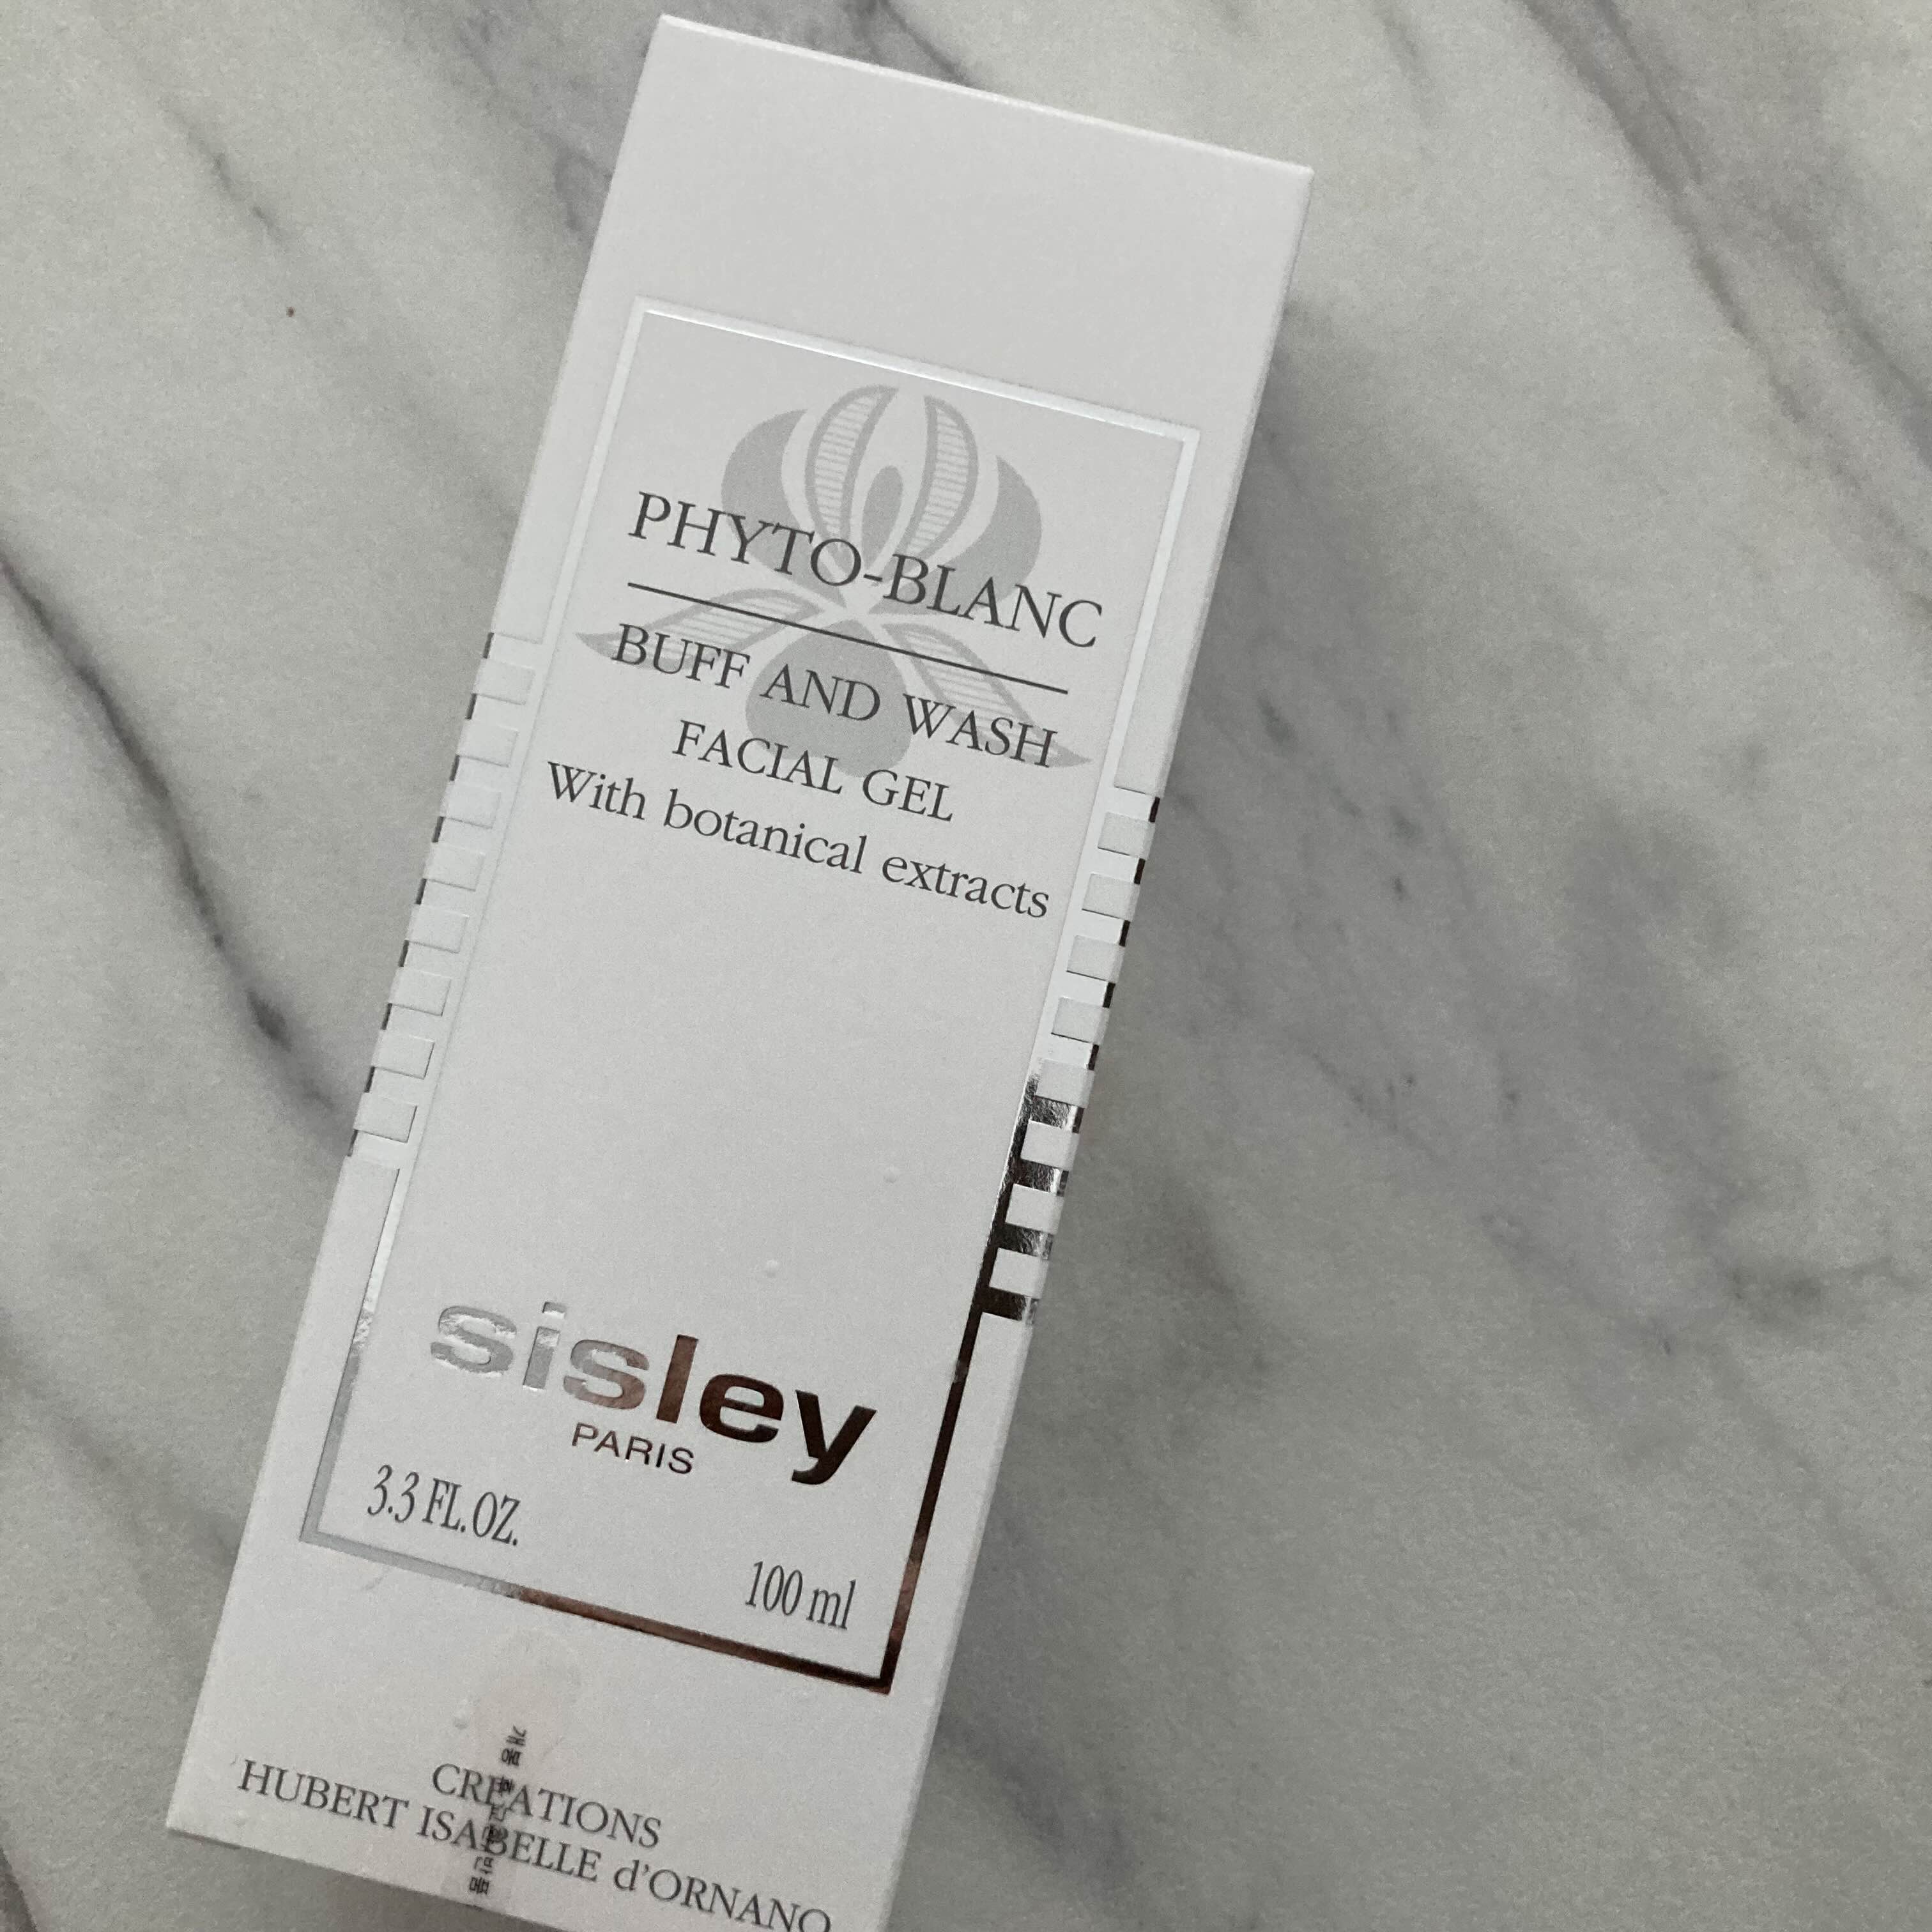 PHYTO-BLANC
BUFF AND WASH
FACIAL GEL
With botanical extracts
sisley
PARIS
3.3 FL.OZ.
100 ml
CREATIONS
HUBERT ISABELLE d'ORNANO